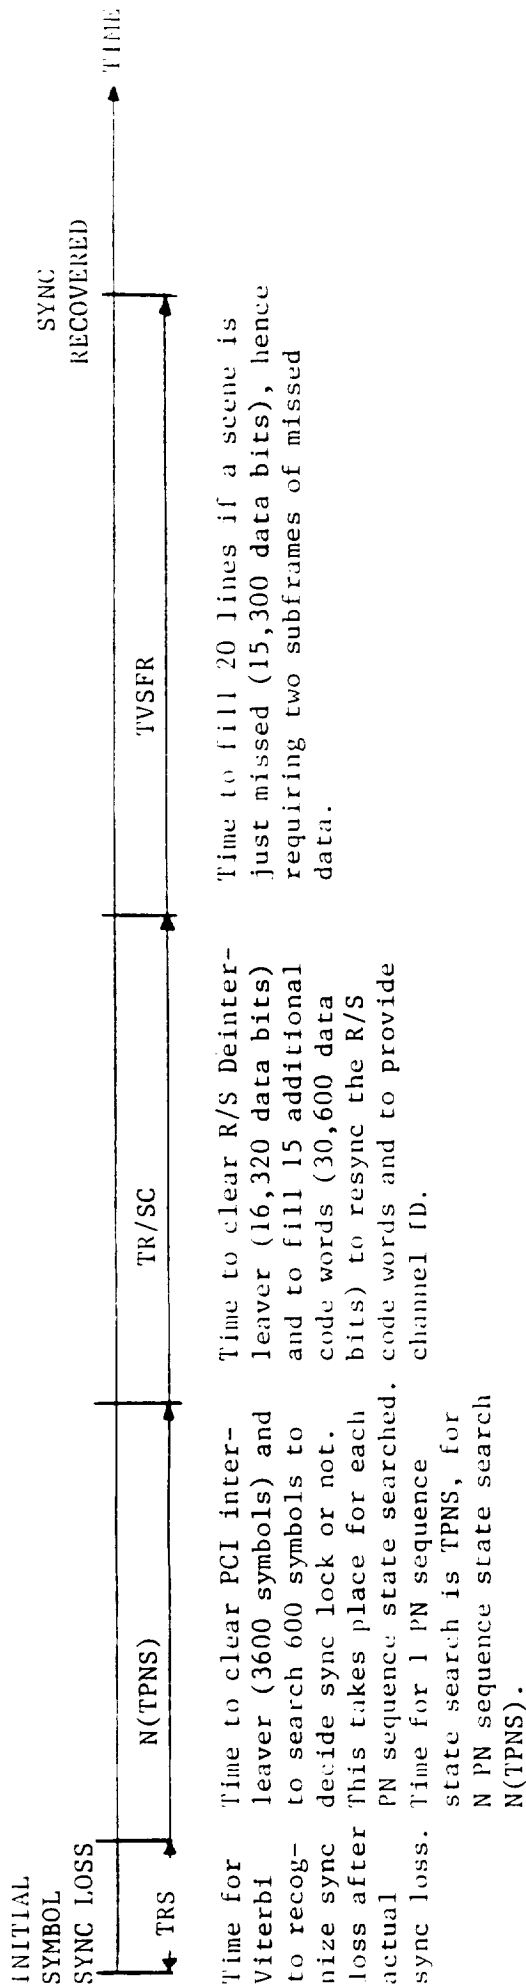 INITIAL
SYMBOL
SYNC LOSS
SYNC
RECOVERED
TIME
TRS
N(TPNS)
TR/SC
TVSFR
Time for
Viterbi
to recog-
nize sync
loss after
actual
sync loss.
Time to clear PCI inter-
leaver (3600 symbols) and
to search 600 symbols to
decide sync lock or not.
This takes place for each
PN sequence state searched.
Time for 1 PN sequence
state search is TPNS, for
N PN sequence state search
N(TPNS).
Time to clear R/S Deinter-
leaver (16,320 data bits)
and to fill 15 additional
code words (30,600 data
bits) to resync the R/S
code words and to provide
channel ID.
Time to fill 20 lines if a scene is
just missed (15,300 data bits), hence
requiring two subframes of missed
data.